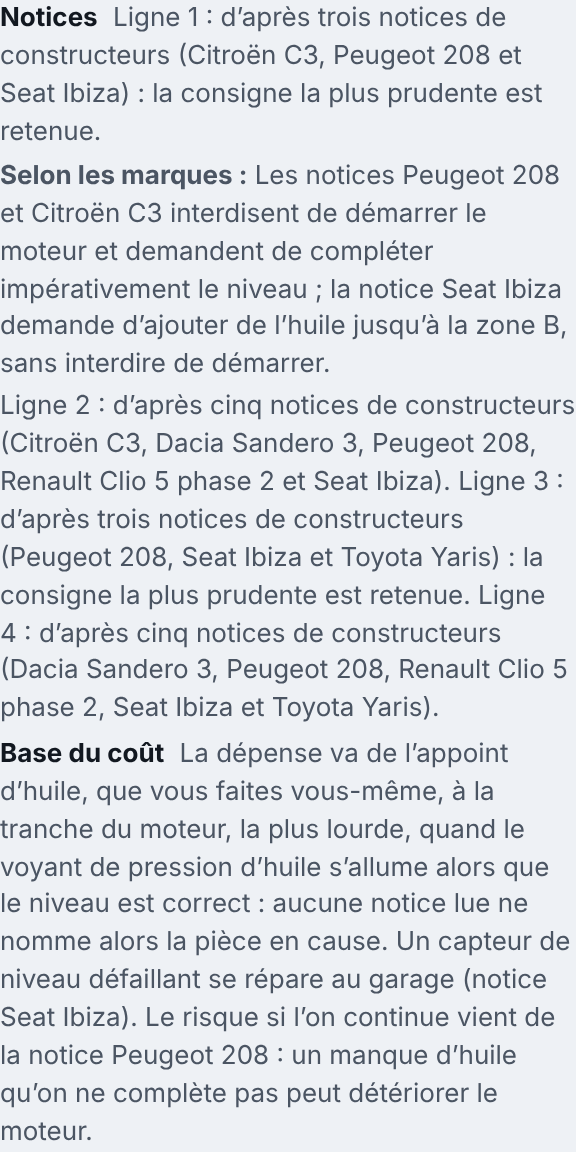 Notices Ligne 1 : d’après trois notices de
constructeurs (Citroën C3, Peugeot 208 et
Seat Ibiza) : la consigne la plus prudente est
retenue.
Selon les marques : Les notices Peugeot 208
et Citroën C3 interdisent de démarrer le
moteur et demandent de compléter
impérativement le niveau ; la notice Seat Ibiza
demande d’ajouter de l’huile jusqu’à la zone B,
sans interdire de démarrer.
Ligne 2 : d’après cinq notices de constructeurs
(Citroën C3, Dacia Sandero 3, Peugeot 208,
Renault Clio 5 phase 2 et Seat Ibiza). Ligne 3 :
d’après trois notices de constructeurs
(Peugeot 208, Seat Ibiza et Toyota Yaris) : la
consigne la plus prudente est retenue. Ligne
4 : d’après cinq notices de constructeurs
(Dacia Sandero 3, Peugeot 208, Renault Clio 5
phase 2, Seat Ibiza et Toyota Yaris).
Base du coût La dépense va de l’appoint
d’huile, que vous faites vous-même, à la
tranche du moteur, la plus lourde, quand le
voyant de pression d’huile s’allume alors que
le niveau est correct : aucune notice lue ne
nomme alors la pièce en cause. Un capteur de
niveau défaillant se répare au garage (notice
Seat Ibiza). Le risque si l’on continue vient de
la notice Peugeot 208 : un manque d’huile
qu’on ne complète pas peut détériorer le
moteur.